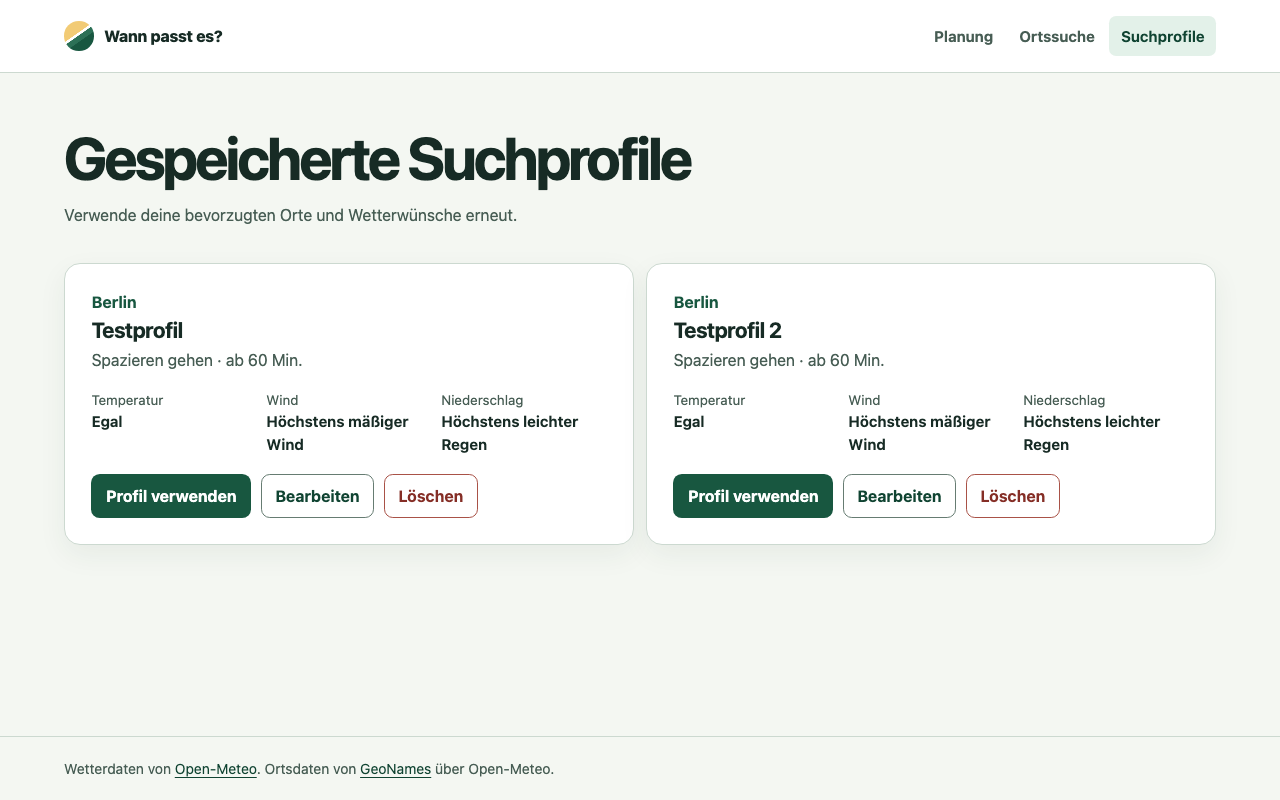 Wann passt es?
Planung
Ortssuche
Suchprofile
Gespeicherte Suchprofile
Verwende deine bevorzugten Orte und Wetterwünsche erneut.
Berlin
Testprofil
Spazieren gehen · ab 60 Min.
Temperatur
Egal
Wind
Höchstens mäßiger
Wind
Niederschlag
Höchstens leichter
Regen
Profil verwenden
Bearbeiten
Löschen
Berlin
Testprofil 2
Spazieren gehen · ab 60 Min.
Temperatur
Egal
Wind
Höchstens mäßiger
Wind
Niederschlag
Höchstens leichter
Regen
Profil verwenden
Bearbeiten
Löschen
Wetterdaten von Open-Meteo. Ortsdaten von GeoNames über Open-Meteo.